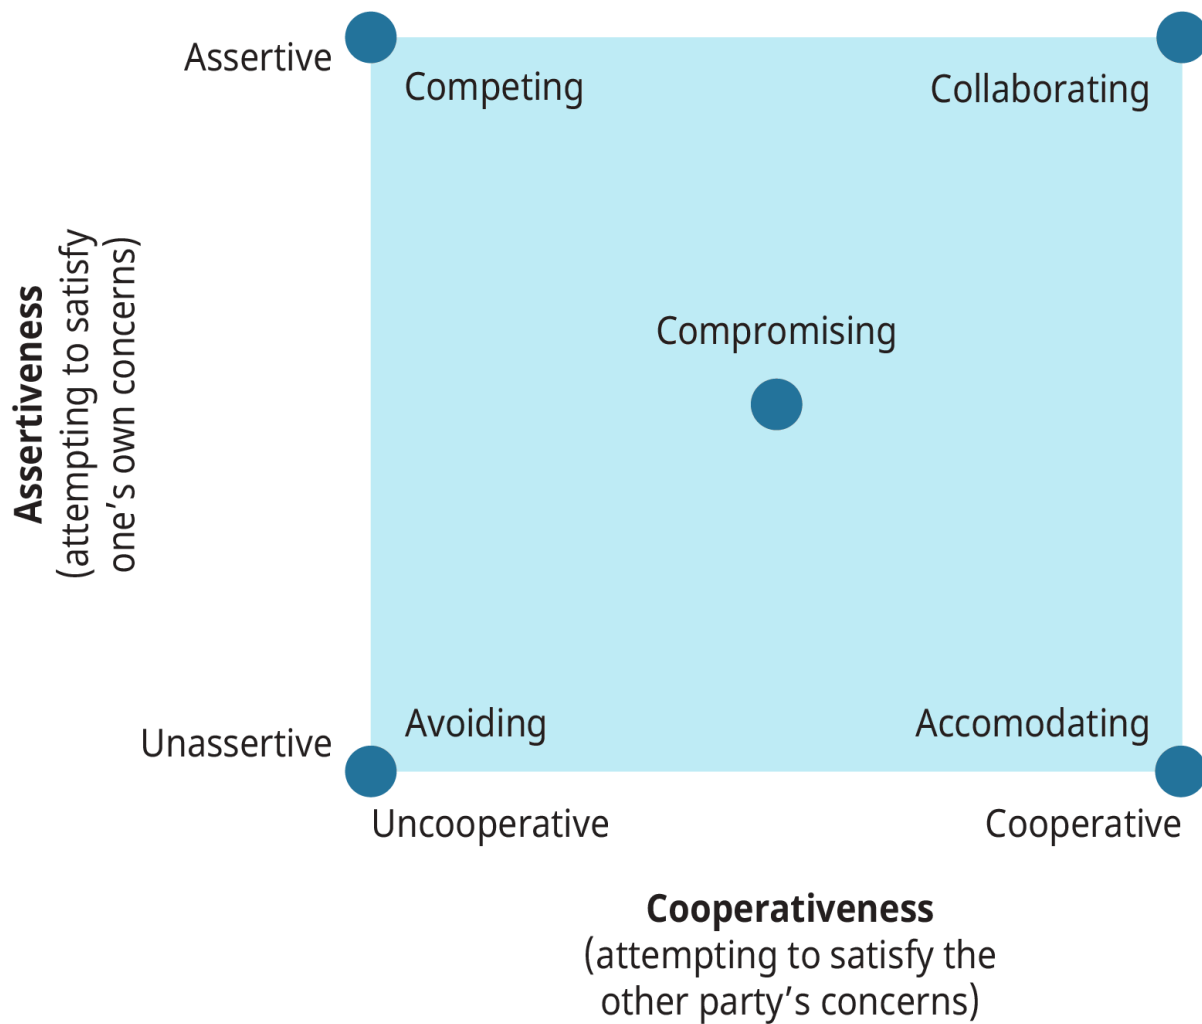 Assertive
Competing
Collaborating
Assertiveness
(attempting to satisfy
one’s own concerns)
Compromising
Avoiding
Accomodating
Unassertive
Uncooperative
Cooperative
Cooperativeness
(attempting to satisfy the
other party’s concerns)